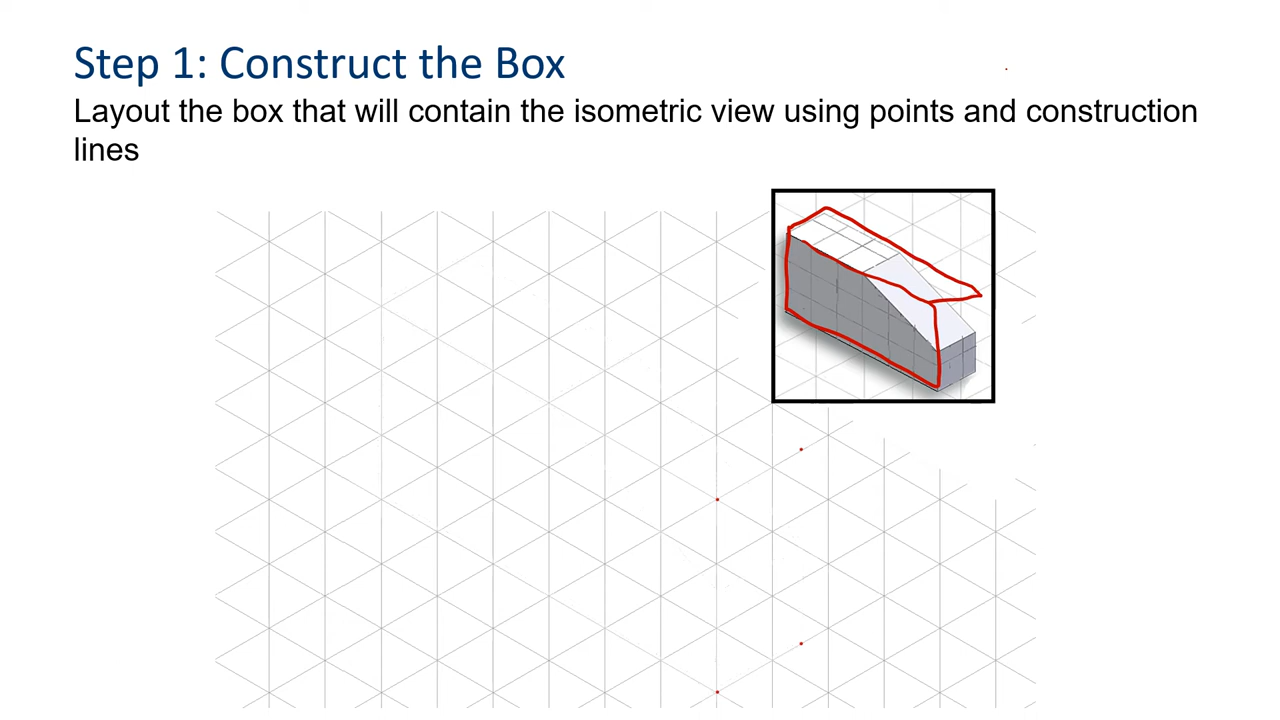 Step 1: Construct the Box
Layout the box that will contain the isometric view using points and construction
lines